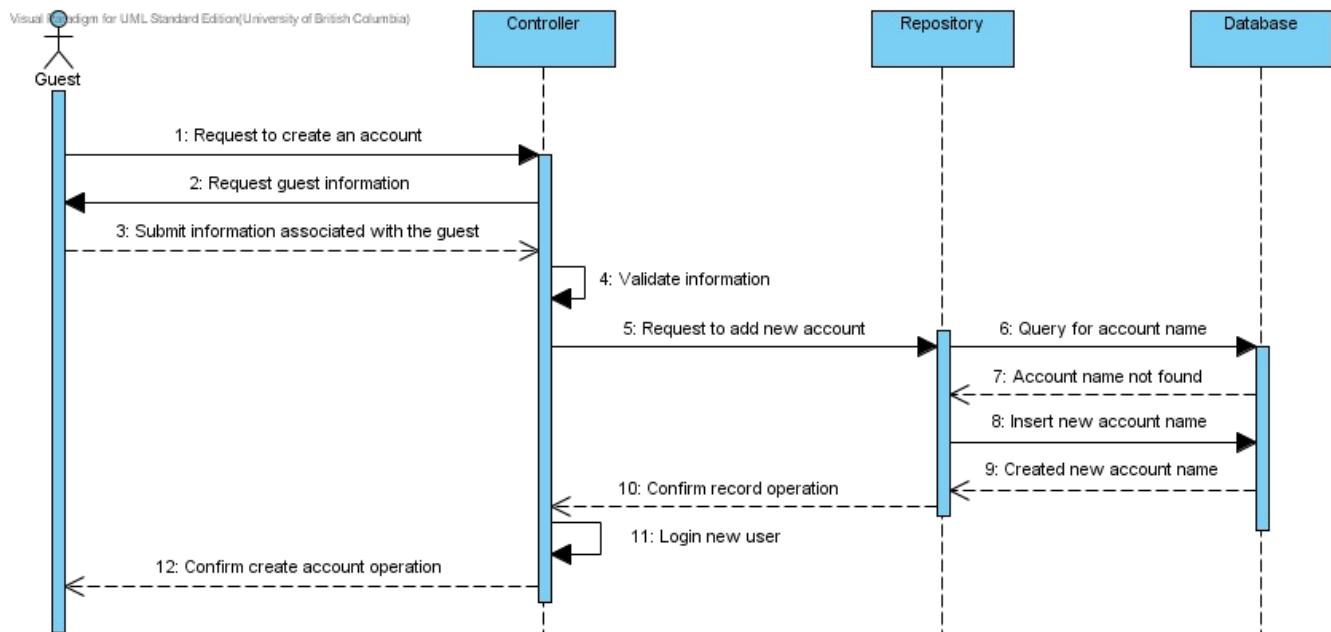 Visual Paradigm for UML Standard Edition(University of British Columbia)
Guest
Controller
Repository
Database
1: Request to create an account
2: Request guest information
3: Submit information associated with the guest
4: Validate information
5: Request to add new account
6: Query for account name
7: Account name not found
8: Insert new account name
9: Created new account name
10: Confirm record operation
11: Login new user
12: Confirm create account operation